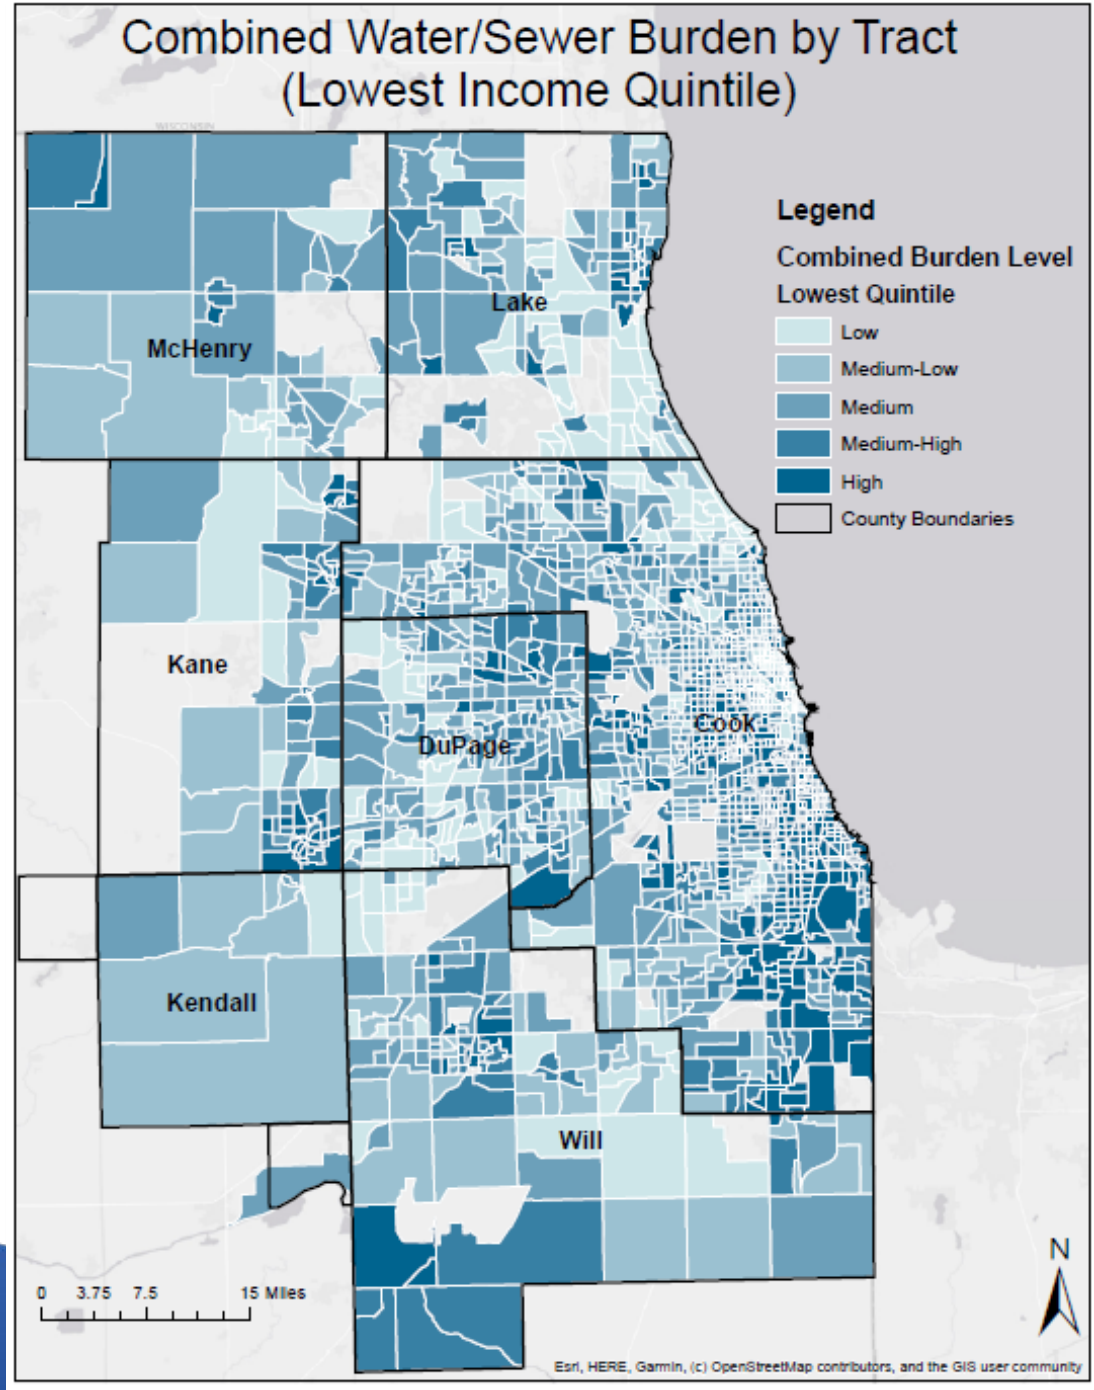 Combined Water/Sewer Burden by Tract
(Lowest Income Quintile)
WISCONSIN
Legend
Combined Burden Level
Lowest Quintile
Low
Medium-Low
Medium
Medium-High
High
County Boundaries
Lake
McHenry
Kane
Cook
DuPage
Kendall
Will
N
0 3.75 7.5 15 Miles
Esri, HERE, Garmin, (c) OpenStreetMap contributors, and the GIS user community